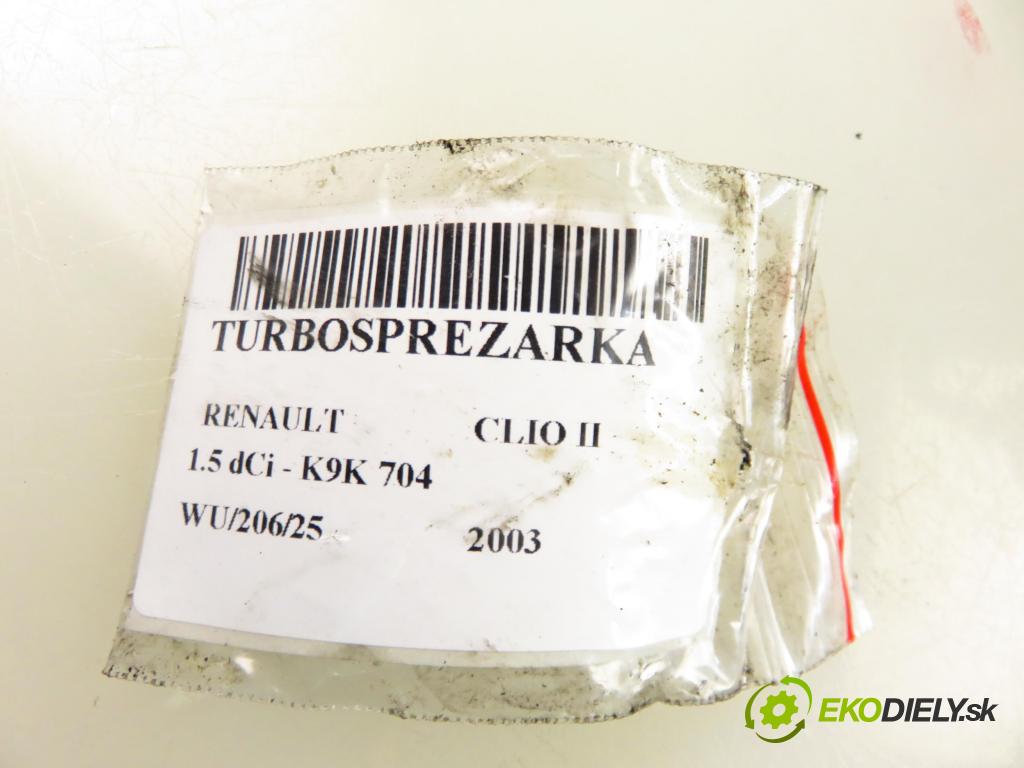 TURBOSPREZARKA
RENAULT CLIO II
1.5 dCi - K9K 704
WU/206/25 2003
EKODIELY.sk